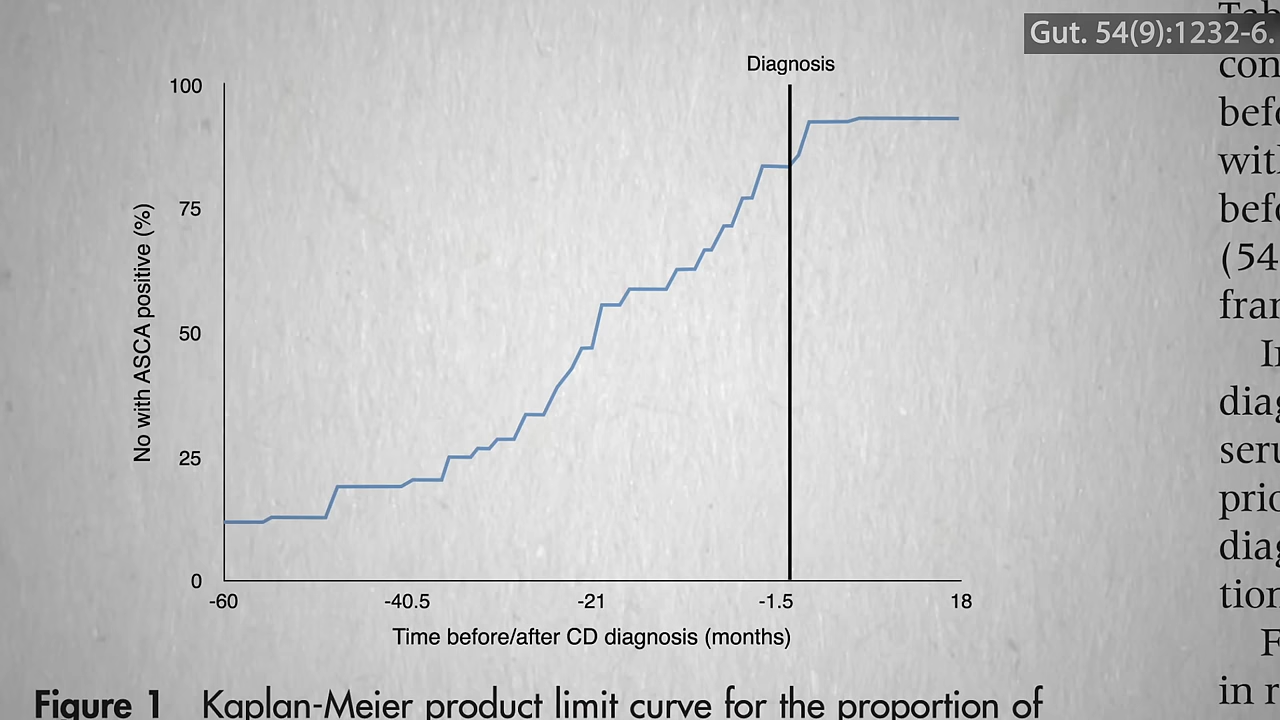 Gut. 54(9):1232-6.
Diagnosis
100
75
50
25
0
No with ASCA positive (%)
-60 -40.5 -21 -1.5 18
Time before/after CD diagnosis (months)
Figure 1 Kaplan-Meier product limit curve for the proportion of
(54
in